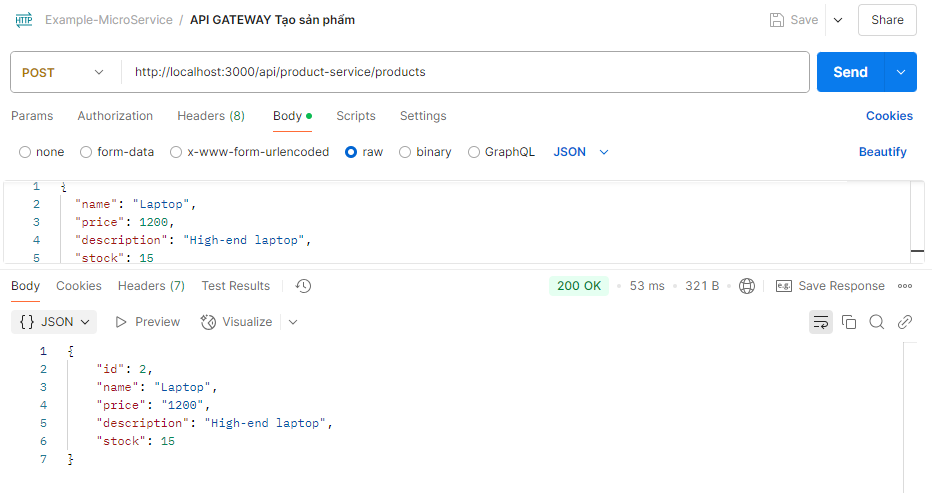 HTTP Example-MicroService / API GATEWAY Tạo sản phẩm Save Share
POST http://localhost:3000/api/product-service/products Send
Params Authorization Headers (8) Body Scripts Settings Cookies
none form-data x-www-form-urlencoded raw binary GraphQL JSON Beautify
1 {
2 "name": "Laptop",
3 "price": 1200,
4 "description": "High-end laptop",
5 "stock": 15
Body Cookies Headers (7) Test Results 200 OK • 53 ms • 321 B • e.g. Save Response
{} JSON Preview Visualize
1 {
2 "id": 2,
3 "name": "Laptop",
4 "price": "1200",
5 "description": "High-end laptop",
6 "stock": 15
7 }